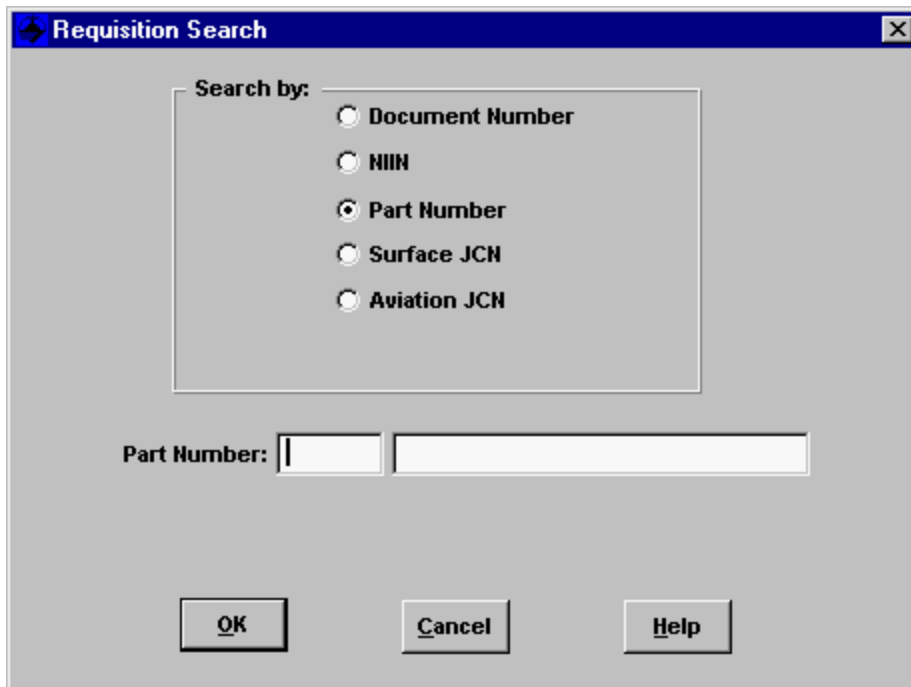 Requisition Search
Search by:
Document Number
NIIN
Part Number
Surface JCN
Aviation JCN
Part Number:
OK Cancel Help